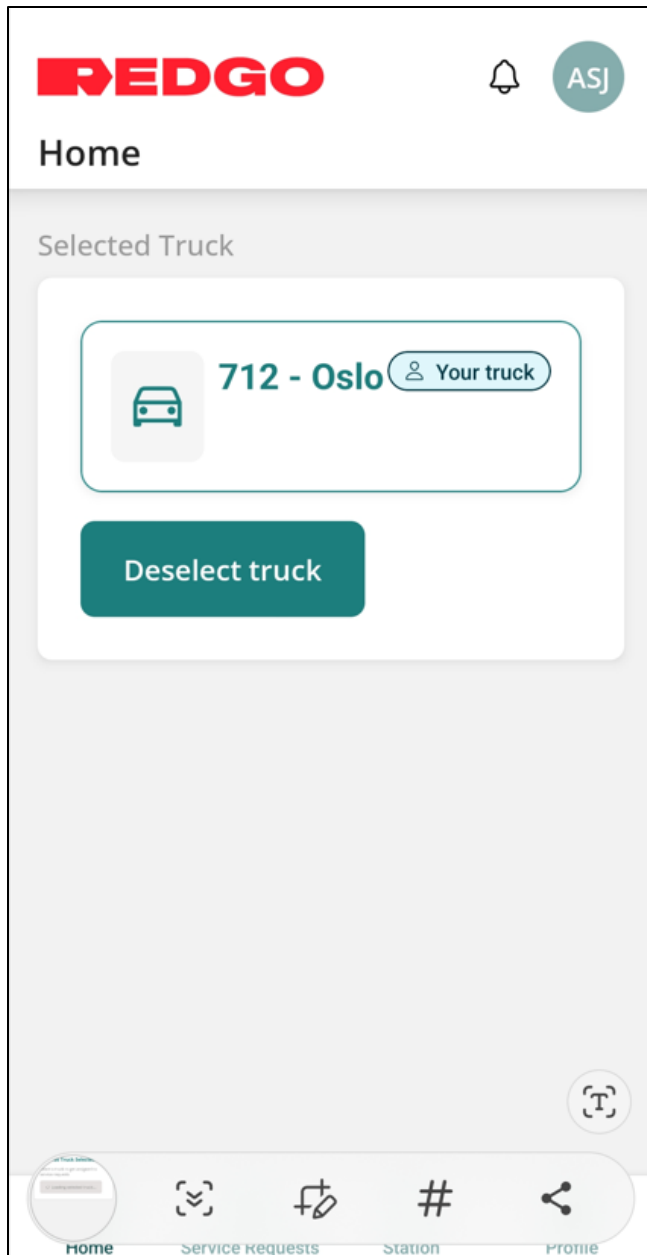 REDGO
ASJ
Home
Selected Truck
712 - Oslo
Your truck
Deselect truck
T
#
Home
Service Requests
Station
Profile